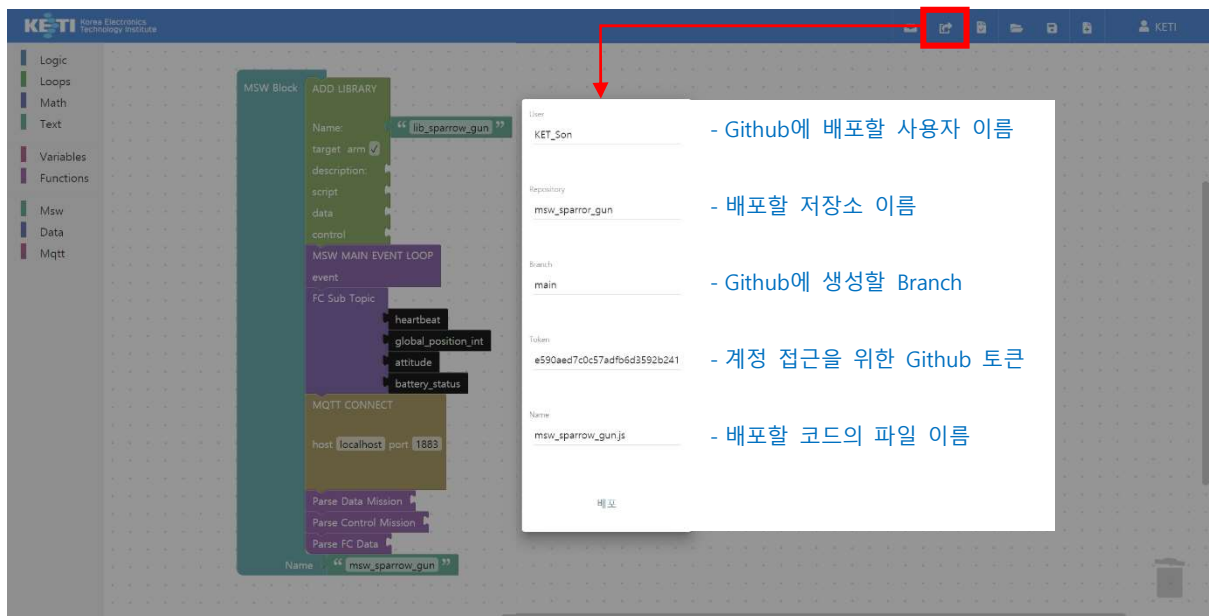 KETI Korea Electronics
Technology Institute
KETI
Logic
Loops
Math
Text
Variables
Functions
Msw
Data
Mqtt
MSW Block
ADD LIBRARY
Name: “ lib_sparrow_gun ”
target arm
description:
script
data
control
MSW MAIN EVENT LOOP
event
FC Sub Topic
heartbeat
global_position_int
attitude
battery_status
MQTT CONNECT
host localhost port 1883
Parse Data Mission
Parse Control Mission
Parse FC Data
Name “ msw_sparrow_gun ”
User
KET_Son
- Github에 배포할 사용자 이름
Repository
msw_sparror_gun
- 배포할 저장소 이름
Branch
main
- Github에 생성할 Branch
Token
e590aed7c0c57adfb6d3592b241
- 계정 접근을 위한 Github 토큰
Name
msw_sparrow_gun.js
- 배포할 코드의 파일 이름
배포